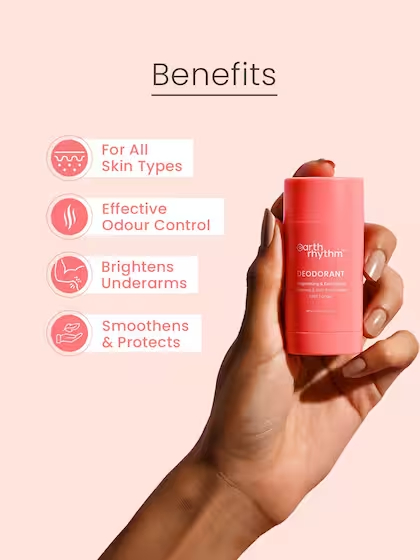 Benefits
For All
Skin Types
Effective
Odour Control
Brightens
Underarms
Smoothens
& Protects
earth
rhythm
DEODORANT